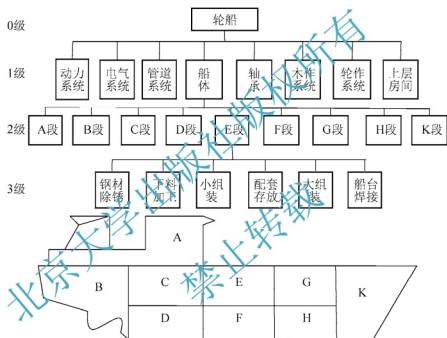 0级
轮船
1级
动力系统
电气系统
管道系统
船体
轴承
木作系统
轮作系统
上层房间
2级
A段
B段
C段
D段
E段
F段
G段
H段
K段
3级
钢材除锈
下料加工
小组装
配套存放
大组装
船台焊接
A
B
C
E
G
K
D
F
H
北京大学出版社版权所有
禁止转载